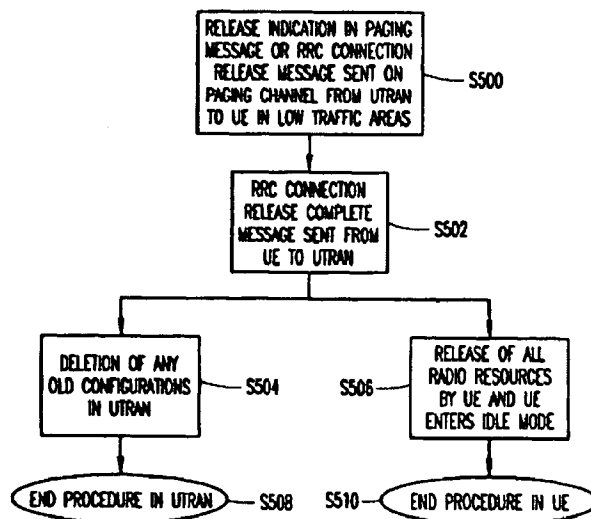 RELEASE INDICATION IN PAGING
MESSAGE OR RRC CONNECTION
RELEASE MESSAGE SENT ON
PAGING CHANNEL FROM UTRAN
TO UE IN LOW TRAFFIC AREAS
S500
RRC CONNECTION
RELEASE COMPLETE
MESSAGE SENT FROM
UE TO UTRAN
S502
DELETION OF ANY
OLD CONFIGURATIONS
IN UTRAN
S504
S506
RELEASE OF ALL
RADIO RESOURCES
BY UE AND UE
ENTERS IDLE MODE
END PROCEDURE IN UTRAN
S508
S510
END PROCEDURE IN UE